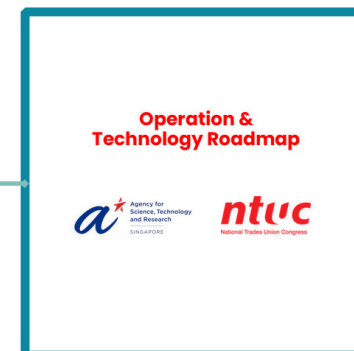 Operation &
Technology Roadmap
Agency for
Science, Technology
and Research
SINGAPORE
ntuc
National Trades Union Congress